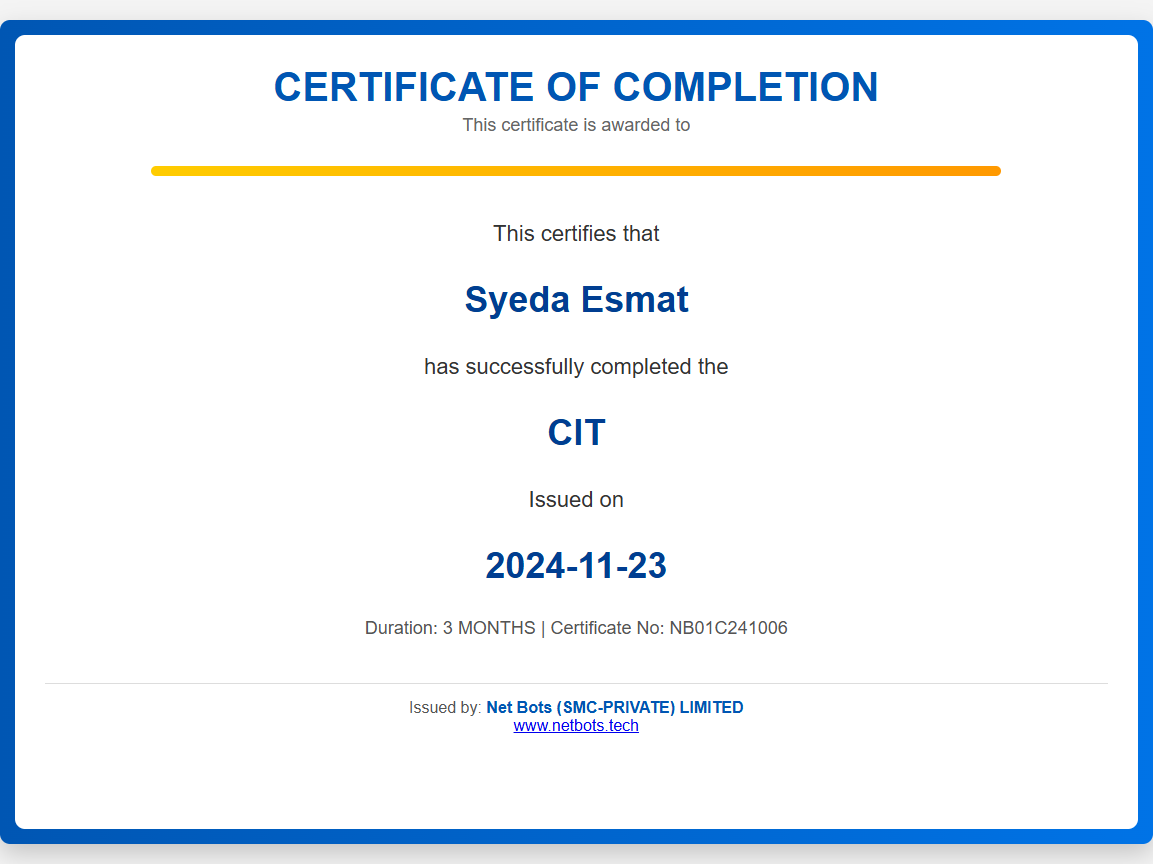 CERTIFICATE OF COMPLETION
This certificate is awarded to
This certifies that
Syeda Esmat
has successfully completed the
CIT
Issued on
2024-11-23
Duration: 3 MONTHS | Certificate No: NB01C241006
Issued by: Net Bots (SMC-PRIVATE) LIMITED
www.netbots.tech